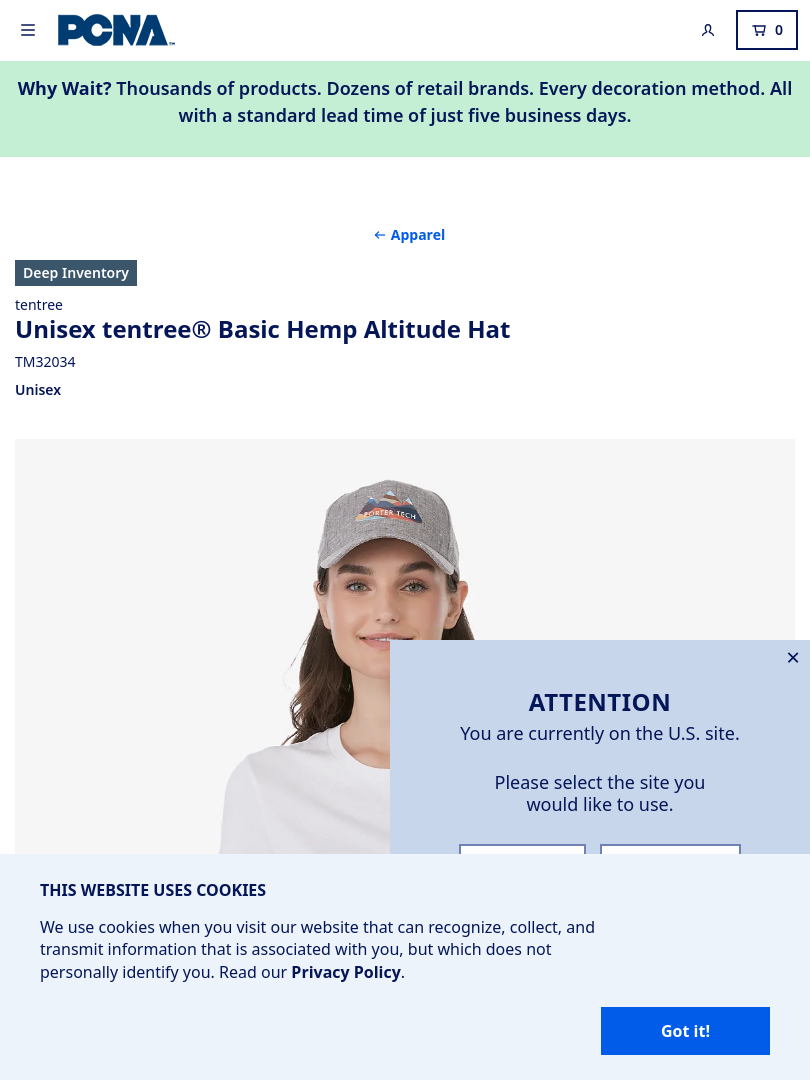 PCNA
0
Why Wait? Thousands of products. Dozens of retail brands. Every decoration method. All
with a standard lead time of just five business days.
← Apparel
Deep Inventory
tentree
Unisex tentree® Basic Hemp Altitude Hat
TM32034
Unisex
PORTER TECH
ATTENTION
You are currently on the U.S. site.
Please select the site you
would like to use.
THIS WEBSITE USES COOKIES
We use cookies when you visit our website that can recognize, collect, and
transmit information that is associated with you, but which does not
personally identify you. Read our Privacy Policy.
Got it!